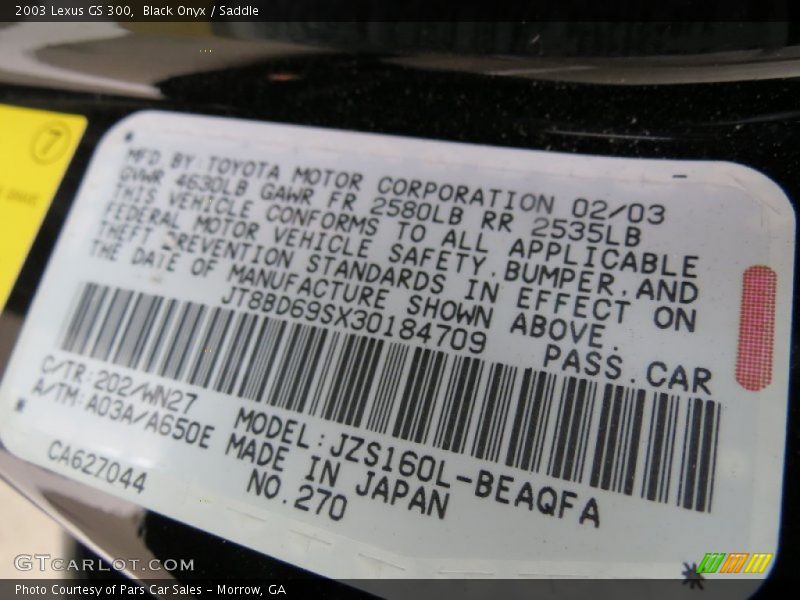 2003 Lexus GS 300, Black Onyx / Saddle
7
MFD BY: TOYOTA MOTOR CORPORATION 02/03
GVWR 4630LB GAWR FR 2580LB RR 2535LB
THIS VEHICLE CONFORMS TO ALL APPLICABLE
FEDERAL MOTOR VEHICLE SAFETY, BUMPER, AND
THEFT PREVENTION STANDARDS IN EFFECT ON
THE DATE OF MANUFACTURE SHOWN ABOVE.
JT8BD69SX30184709 PASS. CAR
C/TR: 202/WN27 MODEL: JZS160L-BEAQFA
A/TM: A03A/A650E MADE IN JAPAN
CA627044 NO. 270
GTCARLOT.COM
Photo Courtesy of Pars Car Sales - Morrow, GA